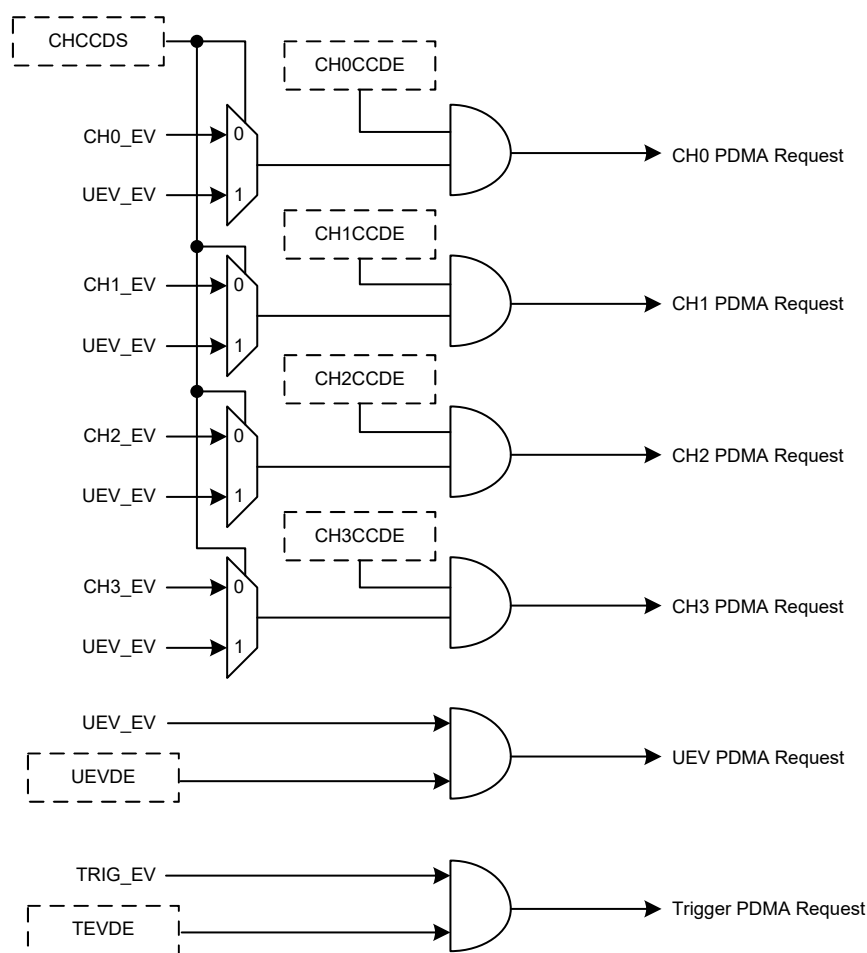 CHCCDS
CH0CCDE
CH0_EV
0
CH0 PDMA Request
UEV_EV
1
CH1CCDE
CH1_EV
0
CH1 PDMA Request
UEV_EV
1
CH2CCDE
CH2_EV
0
CH2 PDMA Request
UEV_EV
1
CH3CCDE
CH3_EV
0
CH3 PDMA Request
UEV_EV
1
UEV_EV
UEV PDMA Request
UEVDE
TRIG_EV
Trigger PDMA Request
TEVDE